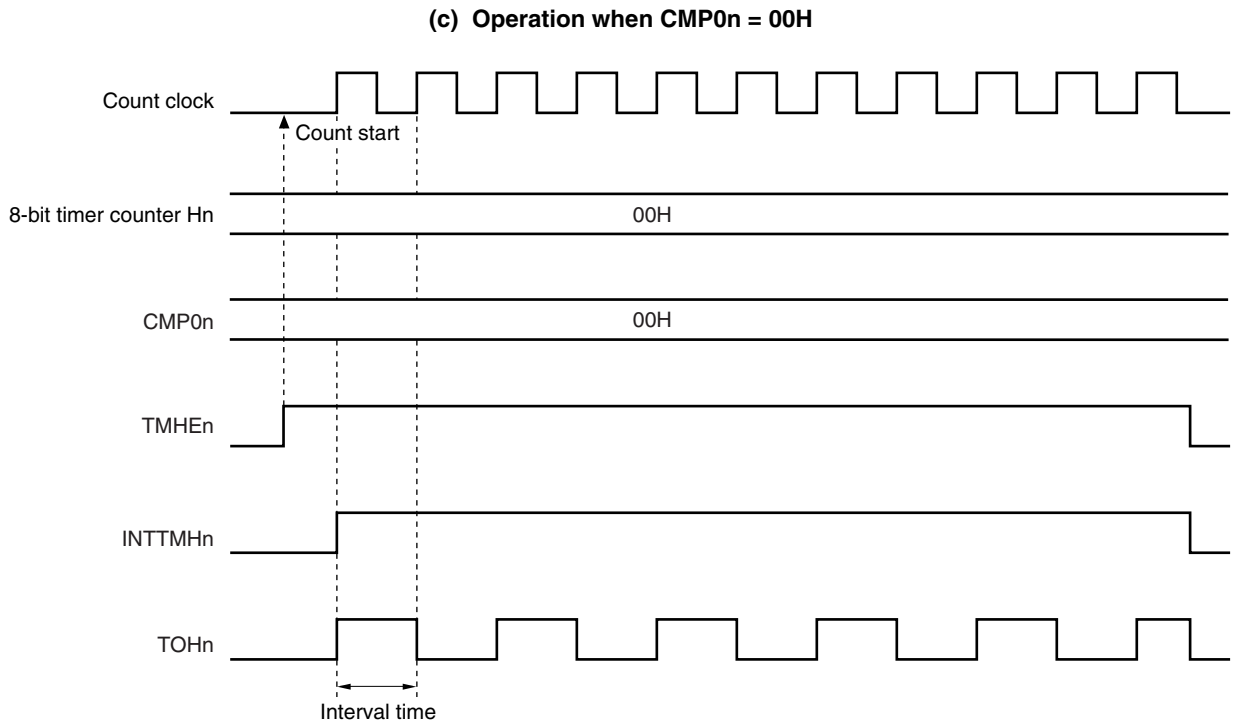 (c) Operation when CMP0n = 00H
Count clock
Count start
8-bit timer counter Hn
00H
CMP0n
00H
TMHEn
INTTMHn
TOHn
Interval time